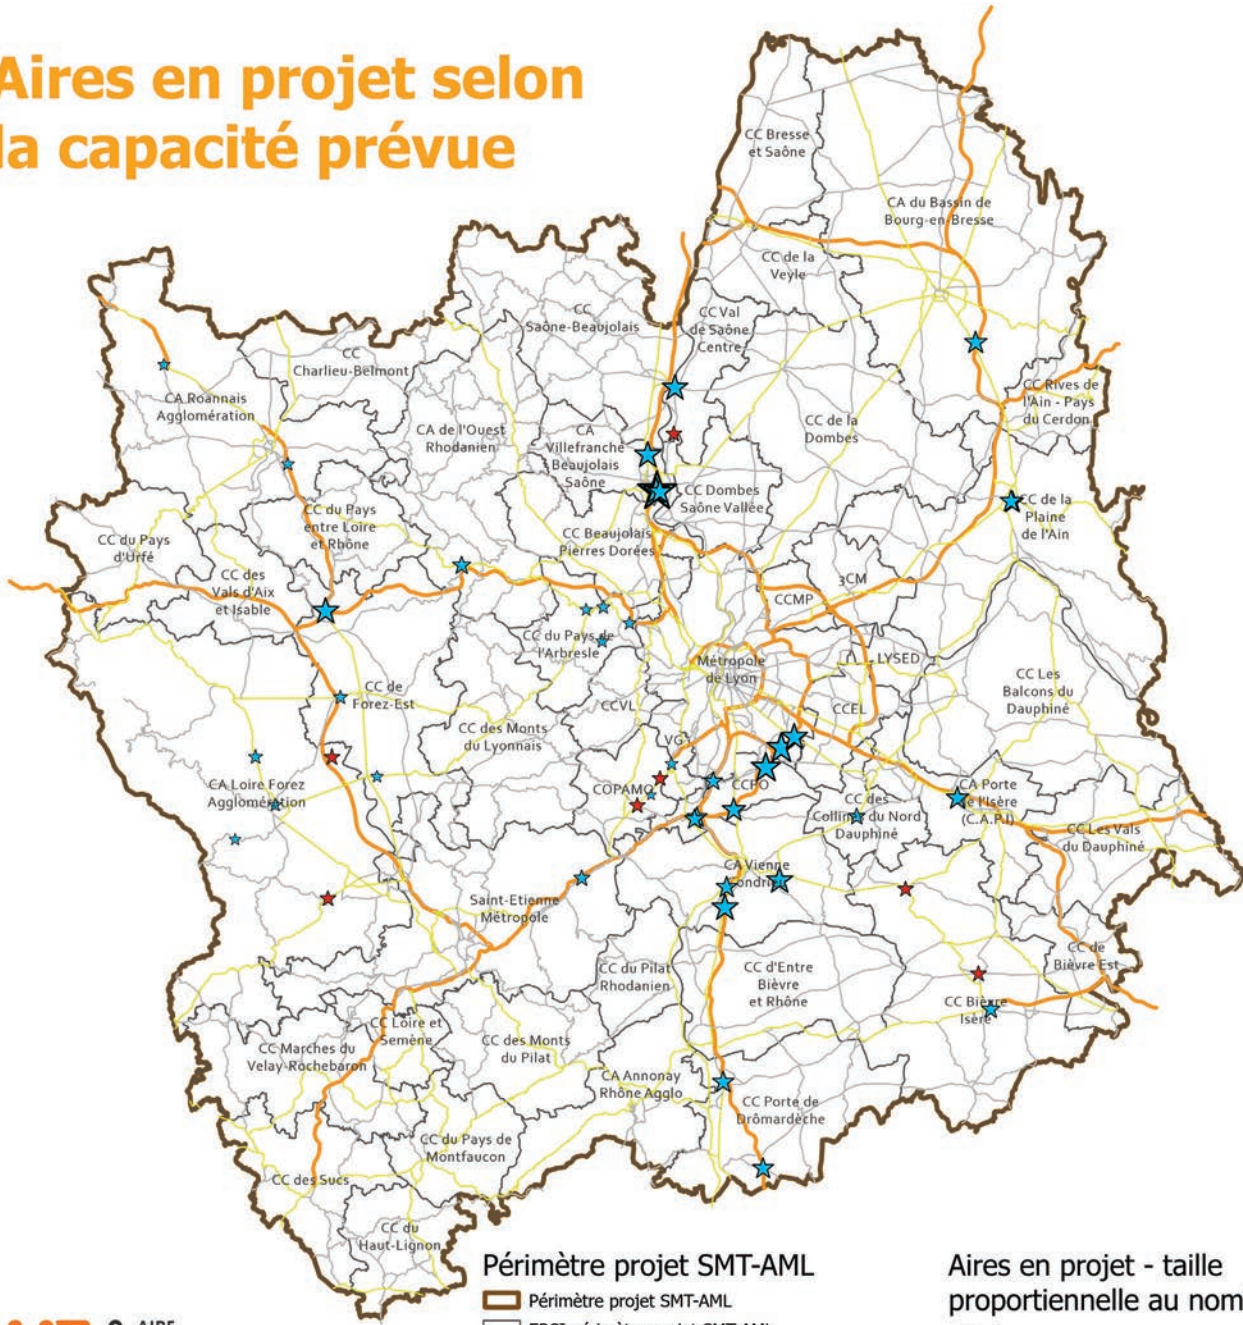 Aires en projet selon
la capacité prévue
CC Bresse
et Saône
CA du Bassin de
Bourg-en-Bresse
CC de la
Veyle
CC
Saône-Beaujolais
CC Val
de Saône
Centre
CC
Charlieu-Belmont
CA Roannais
Agglomération
CC Rives de
l'Ain - Pays
du Cerdon
CA de l'Ouest
Rhodanien
CA
Villefranche
Beaujolais
Saône
CC de la
Dombes
CC Dombes
Saône Vallée
CC de la
Plaine
de l'Ain
CC du Pays
entre Loire
et Rhône
CC du Pays
d'Urfé
CC Beaujolais
Pierres Dorées
CC des
Vals d'Aix
et Isable
3CM
CCMP
CC du Pays de
l'Arbresle
Métropole
de Lyon
LYSED
CC Les
Balcons du
Dauphiné
CC de
Forez-Est
CCVL
CCEL
CC des Monts
du Lyonnais
VG
CA Loire Forez
Agglomération
COPAMO
CCPO
CC des
Collines du Nord
Dauphiné
CA Porte
de l'Isère
(C.A.P.I)
CC Les Vals
du Dauphiné
CA Vienne
Condrieu
Saint-Etienne
Métropole
CC du Pilat
Rhodanien
CC d'Entre
Bièvre
et Rhône
CC de
Bièvre Est
CC Bièvre
Isère
CC Loire et
Semène
CC Marches du
Velay-Rochebaron
CC des Monts
du Pilat
CA Annonay
Rhône Agglo
CC Porte de
Drômardèche
CC du Pays de
Montfaucon
CC des Sucs
CC du
Haut-Lignon
Périmètre projet SMT-AML
Périmètre projet SMT-AML
Aires en projet - taille
proportionnelle au nom